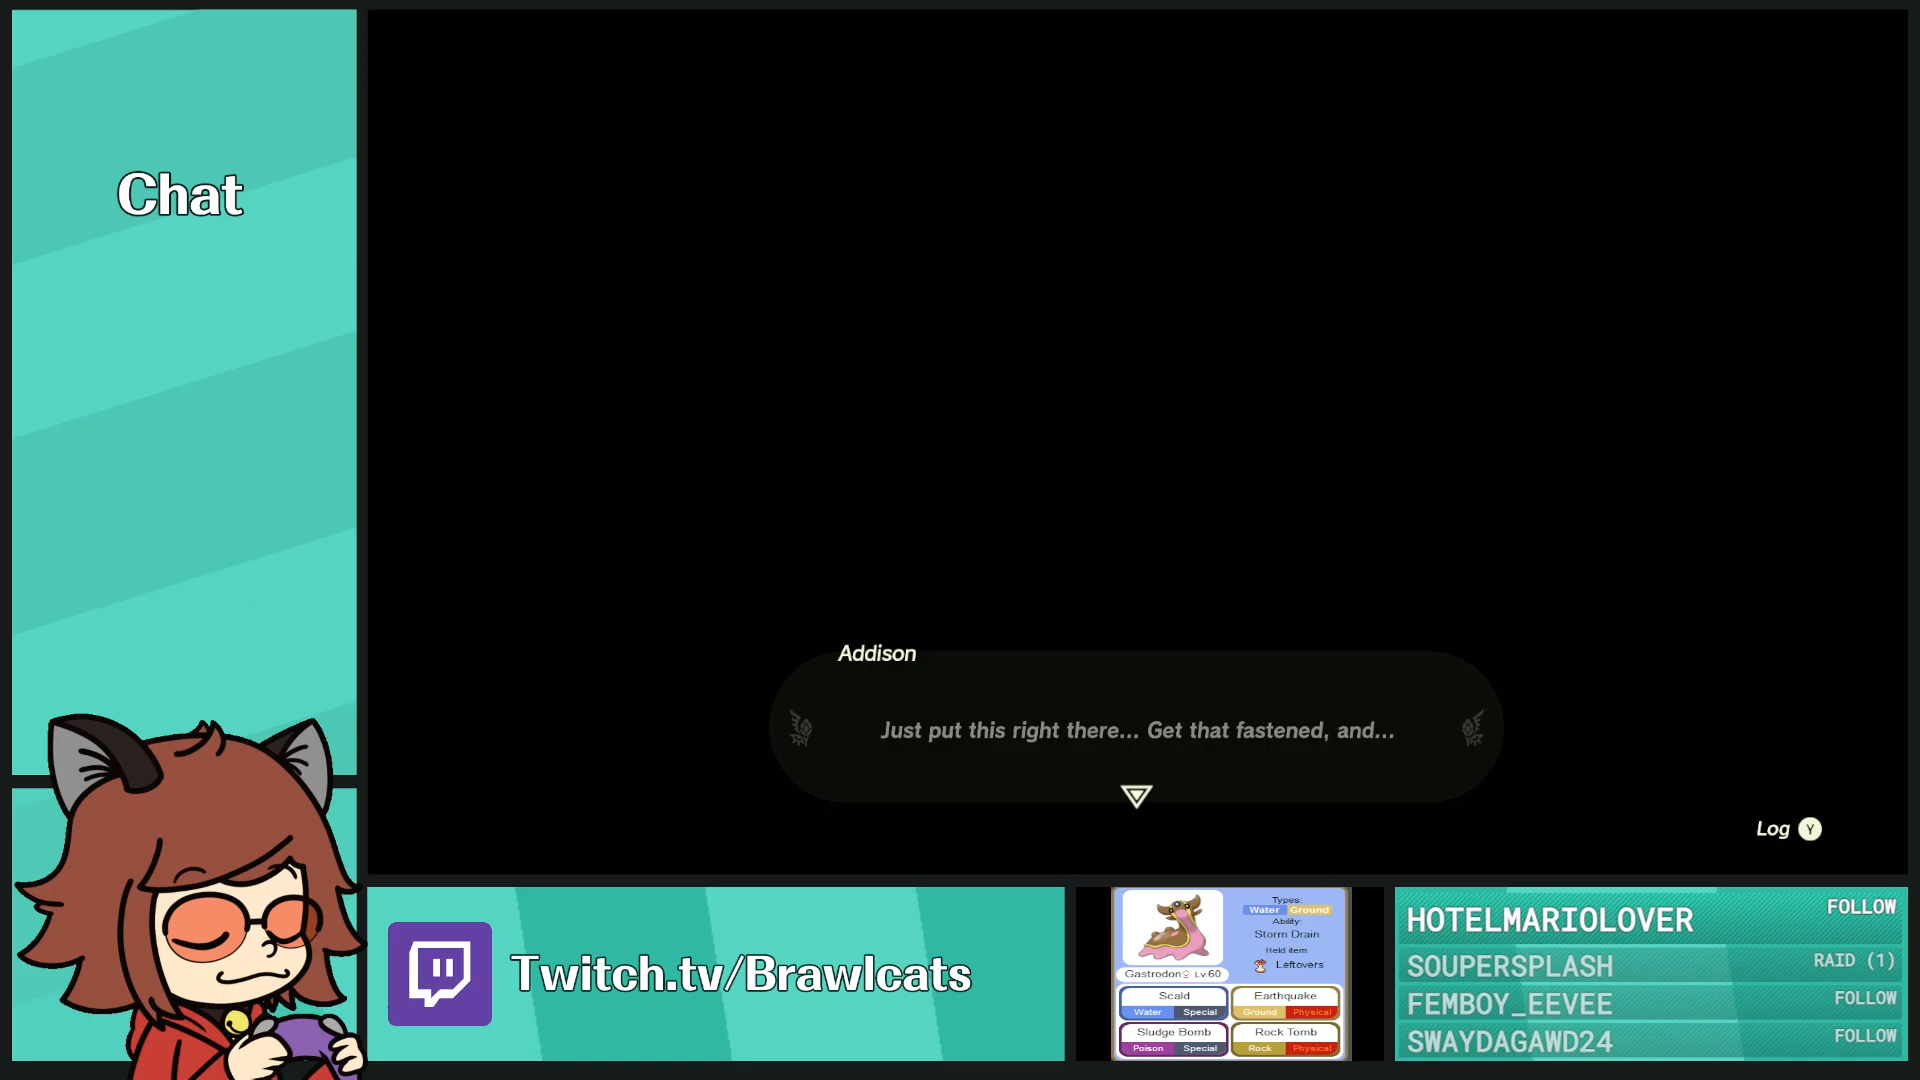 Chat
Addison
Just put this right there... Get that fastened, and...
Log Y
Twitch.tv/Brawlcats
Types:
Water Ground
Ability:
Storm Drain
Held item:
Leftovers
Gastrodon♀ Lv.60
Scald
Water Special
Earthquake
Ground Physical
Sludge Bomb
Poison Special
Rock Tomb
Rock Physical
HOTELMARIOLOVER FOLLOW
SOUPERSPLASH RAID (1)
FEMBOY_EEVEE FOLLOW
SWAYDAGAWD24 FOLLOW